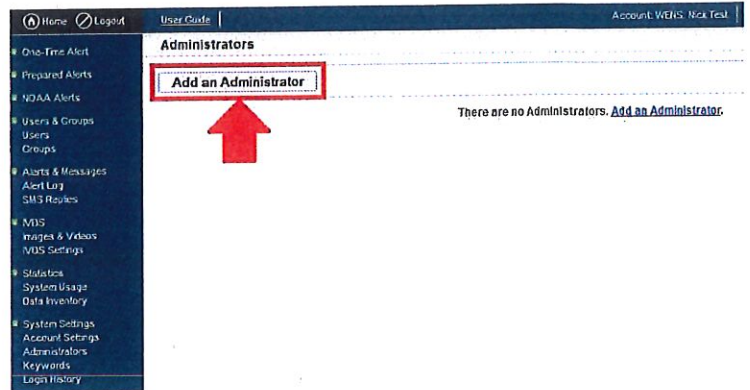 Home Logout User Guide Account: WENS: Nick Test
One-Time Alert
Prepared Alerts
NOAA Alerts
Users & Groups
Users
Groups
Alerts & Messages
Alert Log
SMS Replies
IVDS
Images & Videos
IVDS Settings
Statistics
System Usage
Data Inventory
System Settings
Account Settings
Administrators
Keywords
Login History
Administrators
Add an Administrator
There are no Administrators. Add an Administrator.